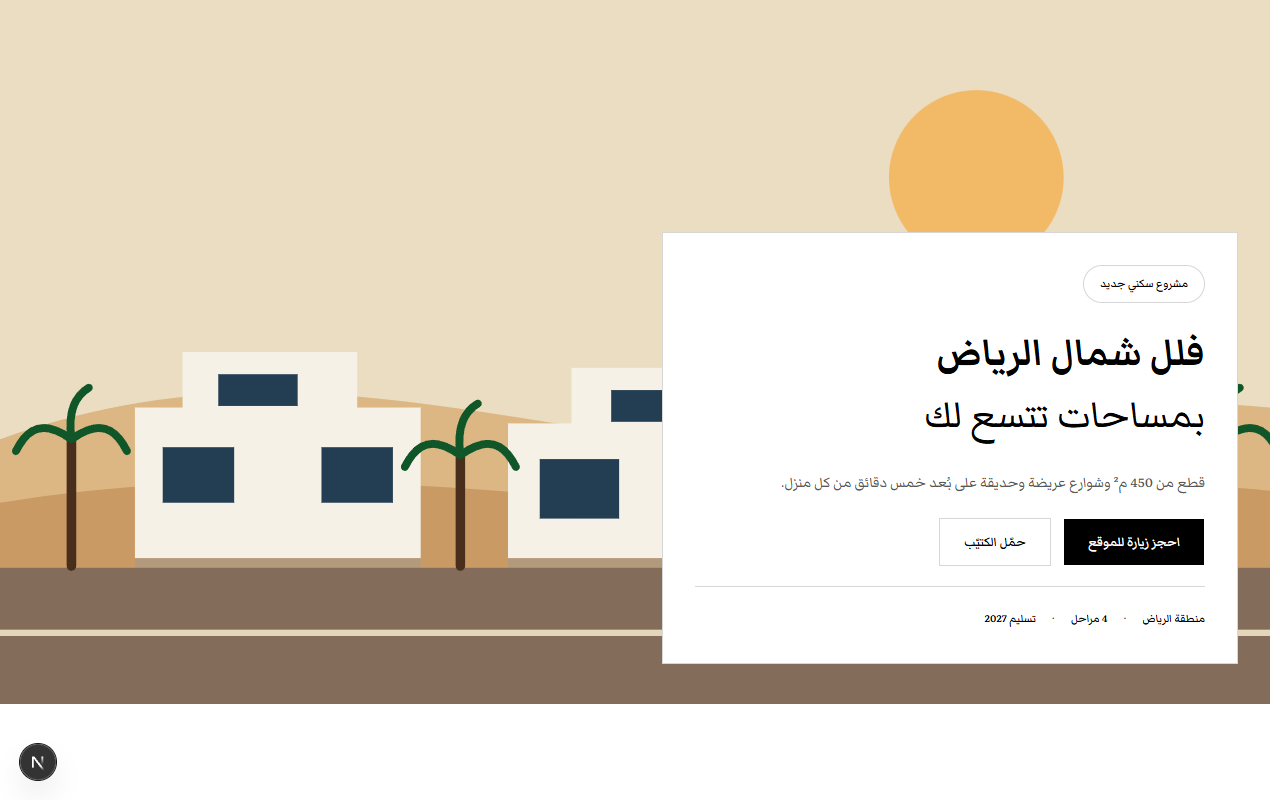 مشروع سكني جديد
فلل شمال الرياض
بمساحات تتسع لك
قطع من 450 م² وشوارع عريضة وحديقة على بُعد خمس دقائق من كل منزل.
احجز زيارة للموقع
حمّل الكتيّب
منطقة الرياض · 4 مراحل · تسليم 2027
N